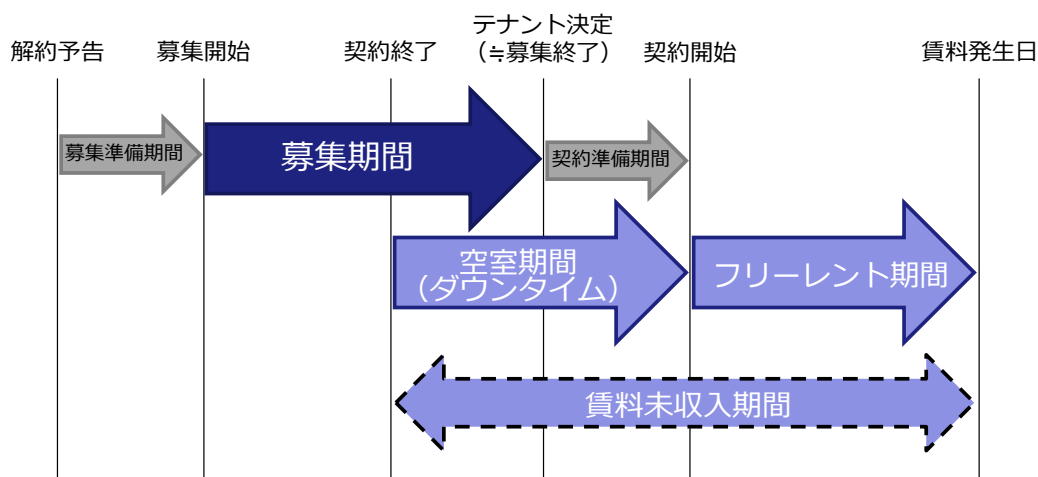 テナント決定
解約予告
募集開始
契約終了
（≒募集終了）
契約開始
賃料発生日
募集準備期間
募集期間
契約準備期間
空室期間
（ダウンタイム）
フリーレント期間
賃料未収入期間